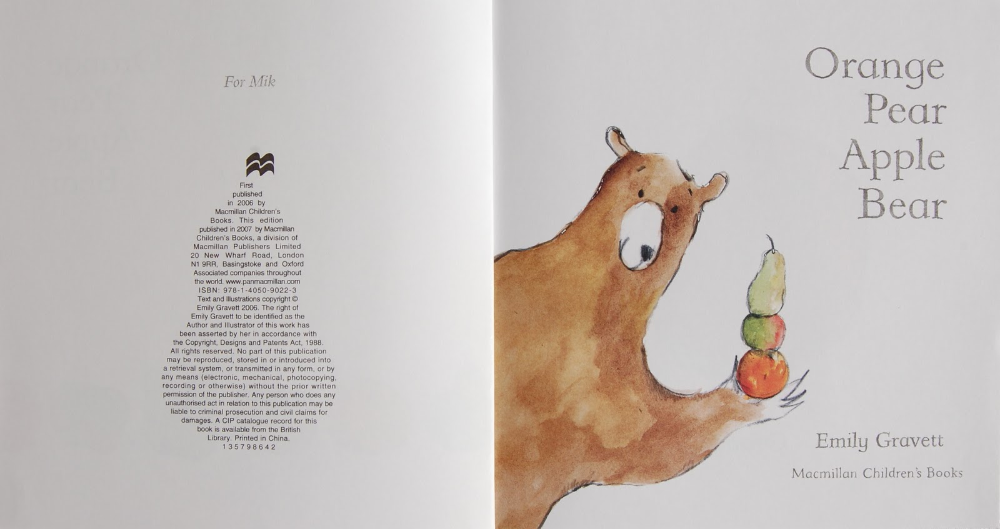 For Mik
First
published
in 2006 by
Macmillan Children's
Books. This edition
published in 2007 by Macmillan
Children's Books, a division of
Macmillan Publishers Limited
20 New Wharf Road, London
N1 9RR, Basingstoke and Oxford
Associated companies throughout
the world. www.panmacmillan.com
ISBN: 978-1-4050-9022-3
Text and Illustrations copyright ©
Emily Gravett 2006. The right of
Emily Gravett to be identified as the
Author and Illustrator of this work has
been asserted by her in accordance with
the Copyright, Designs and Patents Act, 1988.
All rights reserved. No part of this publication
may be reproduced, stored in or introduced into
a retrieval system, or transmitted in any form, or by
any means (electronic, mechanical, photocopying,
recording or otherwise) without the prior written
permission of the publisher. Any person who does any
unauthorised act in relation to this publication may be
liable to criminal prosecution and civil claims for
damages. A CIP catalogue record for this
book is available from the British
Library. Printed in China.
1 3 5 7 9 8 6 4 2
Orange
Pear
Apple
Bear
Emily Gravett
Macmillan Children's Books